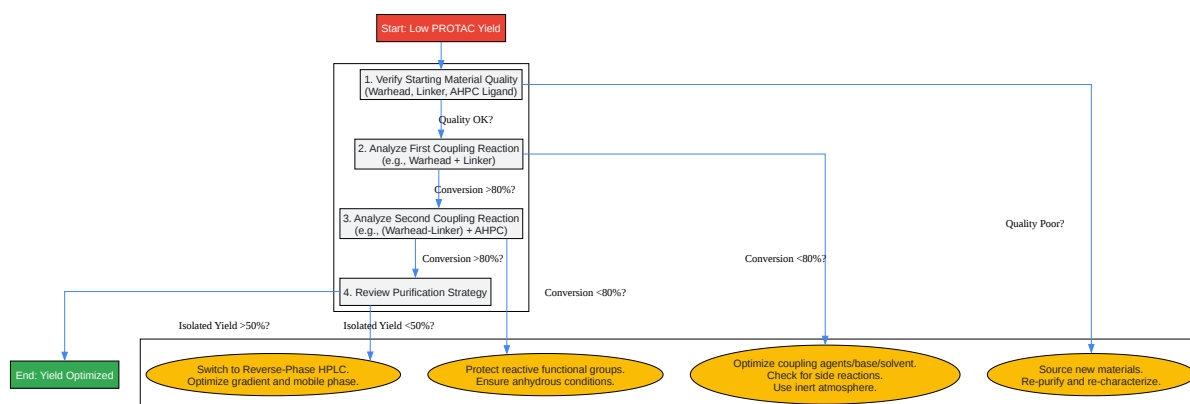 Start: Low PROTAC Yield
1. Verify Starting Material Quality
(Warhead, Linker, AHPC Ligand)
Quality OK?
2. Analyze First Coupling Reaction
(e.g., Warhead + Linker)
Conversion >80%?
3. Analyze Second Coupling Reaction
(e.g., (Warhead-Linker) + AHPC)
Quality Poor?
Conversion >80%?
Conversion <80%?
4. Review Purification Strategy
Conversion <80%?
Isolated Yield >50%?
Isolated Yield <50%?
End: Yield Optimized
Switch to Reverse-Phase HPLC.
Optimize gradient and mobile phase.
Protect reactive functional groups.
Ensure anhydrous conditions.
Optimize coupling agents/base/solvent.
Check for side reactions.
Use inert atmosphere.
Source new materials.
Re-purify and re-characterize.